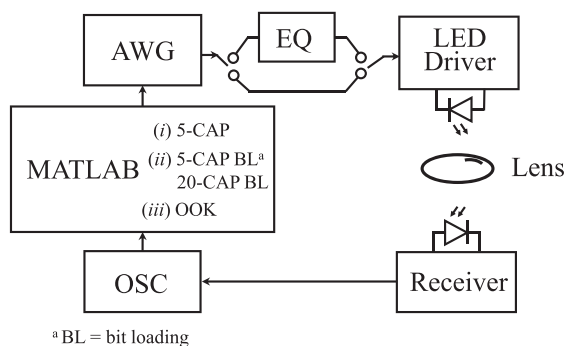 AWG
EQ
LED
Driver
MATLAB
(i) 5-CAP
(ii) 5-CAP BLᵃ
20-CAP BL
(iii) OOK
Lens
OSC
Receiver
ᵃ BL = bit loading